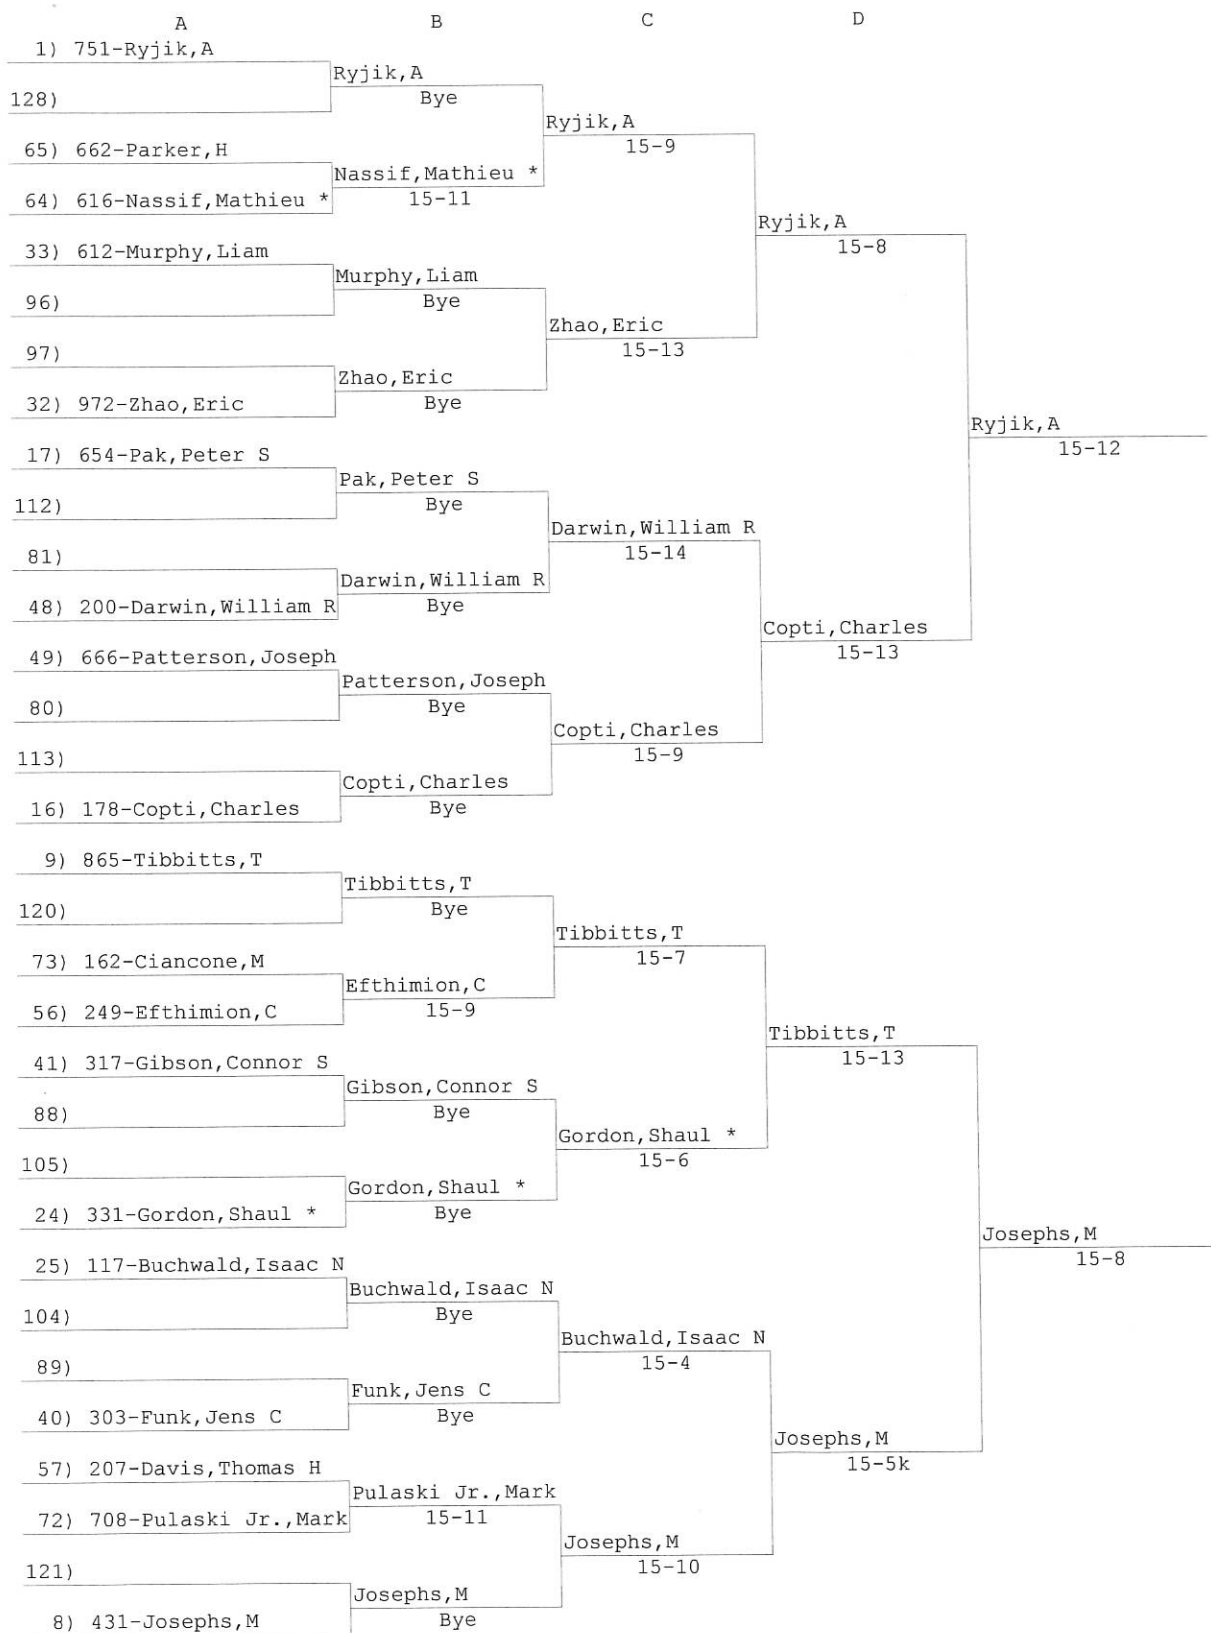 A B C D
1) 751-Ryjik,A
Ryjik,A
128)
Bye
Ryjik,A
65) 662-Parker,H
15-9
Nassif,Mathieu *
64) 616-Nassif,Mathieu *
15-11
Ryjik,A
33) 612-Murphy,Liam
15-8
Murphy,Liam
96)
Bye
Zhao,Eric
97)
15-13
Zhao,Eric
32) 972-Zhao,Eric
Bye
Ryjik,A
17) 654-Pak,Peter S
15-12
Pak,Peter S
112)
Bye
Darwin,William R
81)
15-14
Darwin,William R
48) 200-Darwin,William R
Bye
Copti,Charles
49) 666-Patterson,Joseph
15-13
Patterson,Joseph
80)
Bye
Copti,Charles
113)
15-9
Copti,Charles
16) 178-Copti,Charles
Bye
9) 865-Tibbitts,T
Tibbitts,T
120)
Bye
Tibbitts,T
73) 162-Ciancone,M
15-7
Efthimion,C
56) 249-Efthimion,C
15-9
Tibbitts,T
41) 317-Gibson,Connor S
15-13
Gibson,Connor S
88)
Bye
Gordon,Shaul *
105)
15-6
Gordon,Shaul *
24) 331-Gordon,Shaul *
Bye
Josephs,M
25) 117-Buchwald,Isaac N
15-8
Buchwald,Isaac N
104)
Bye
Buchwald,Isaac N
89)
15-4
Funk,Jens C
40) 303-Funk,Jens C
Bye
Josephs,M
57) 207-Davis,Thomas H
15-5k
Pulaski Jr.,Mark
72) 708-Pulaski Jr.,Mark
15-11
Josephs,M
121)
15-10
Josephs,M
8) 431-Josephs,M
Bye